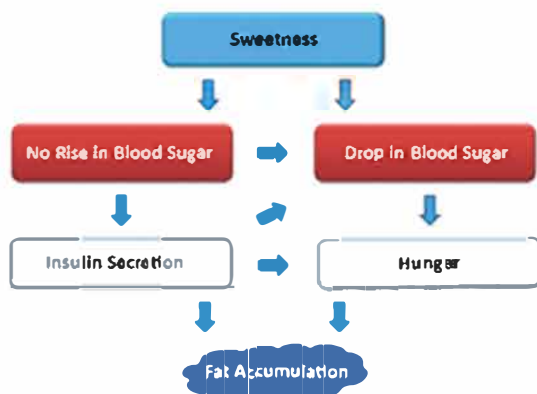 Sweetness
No Rise in Blood Sugar
Drop in Blood Sugar
Insulin Secretion
Hunger
Fat Accumulation